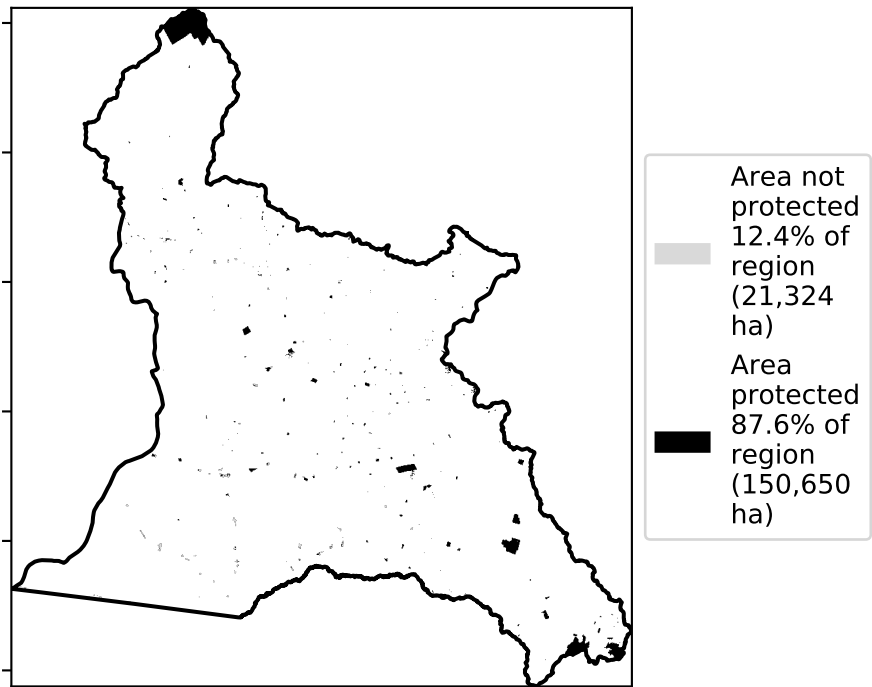 Area not
protected
12.4% of
region
(21,324
ha)
Area
protected
87.6% of
region
(150,650
ha)